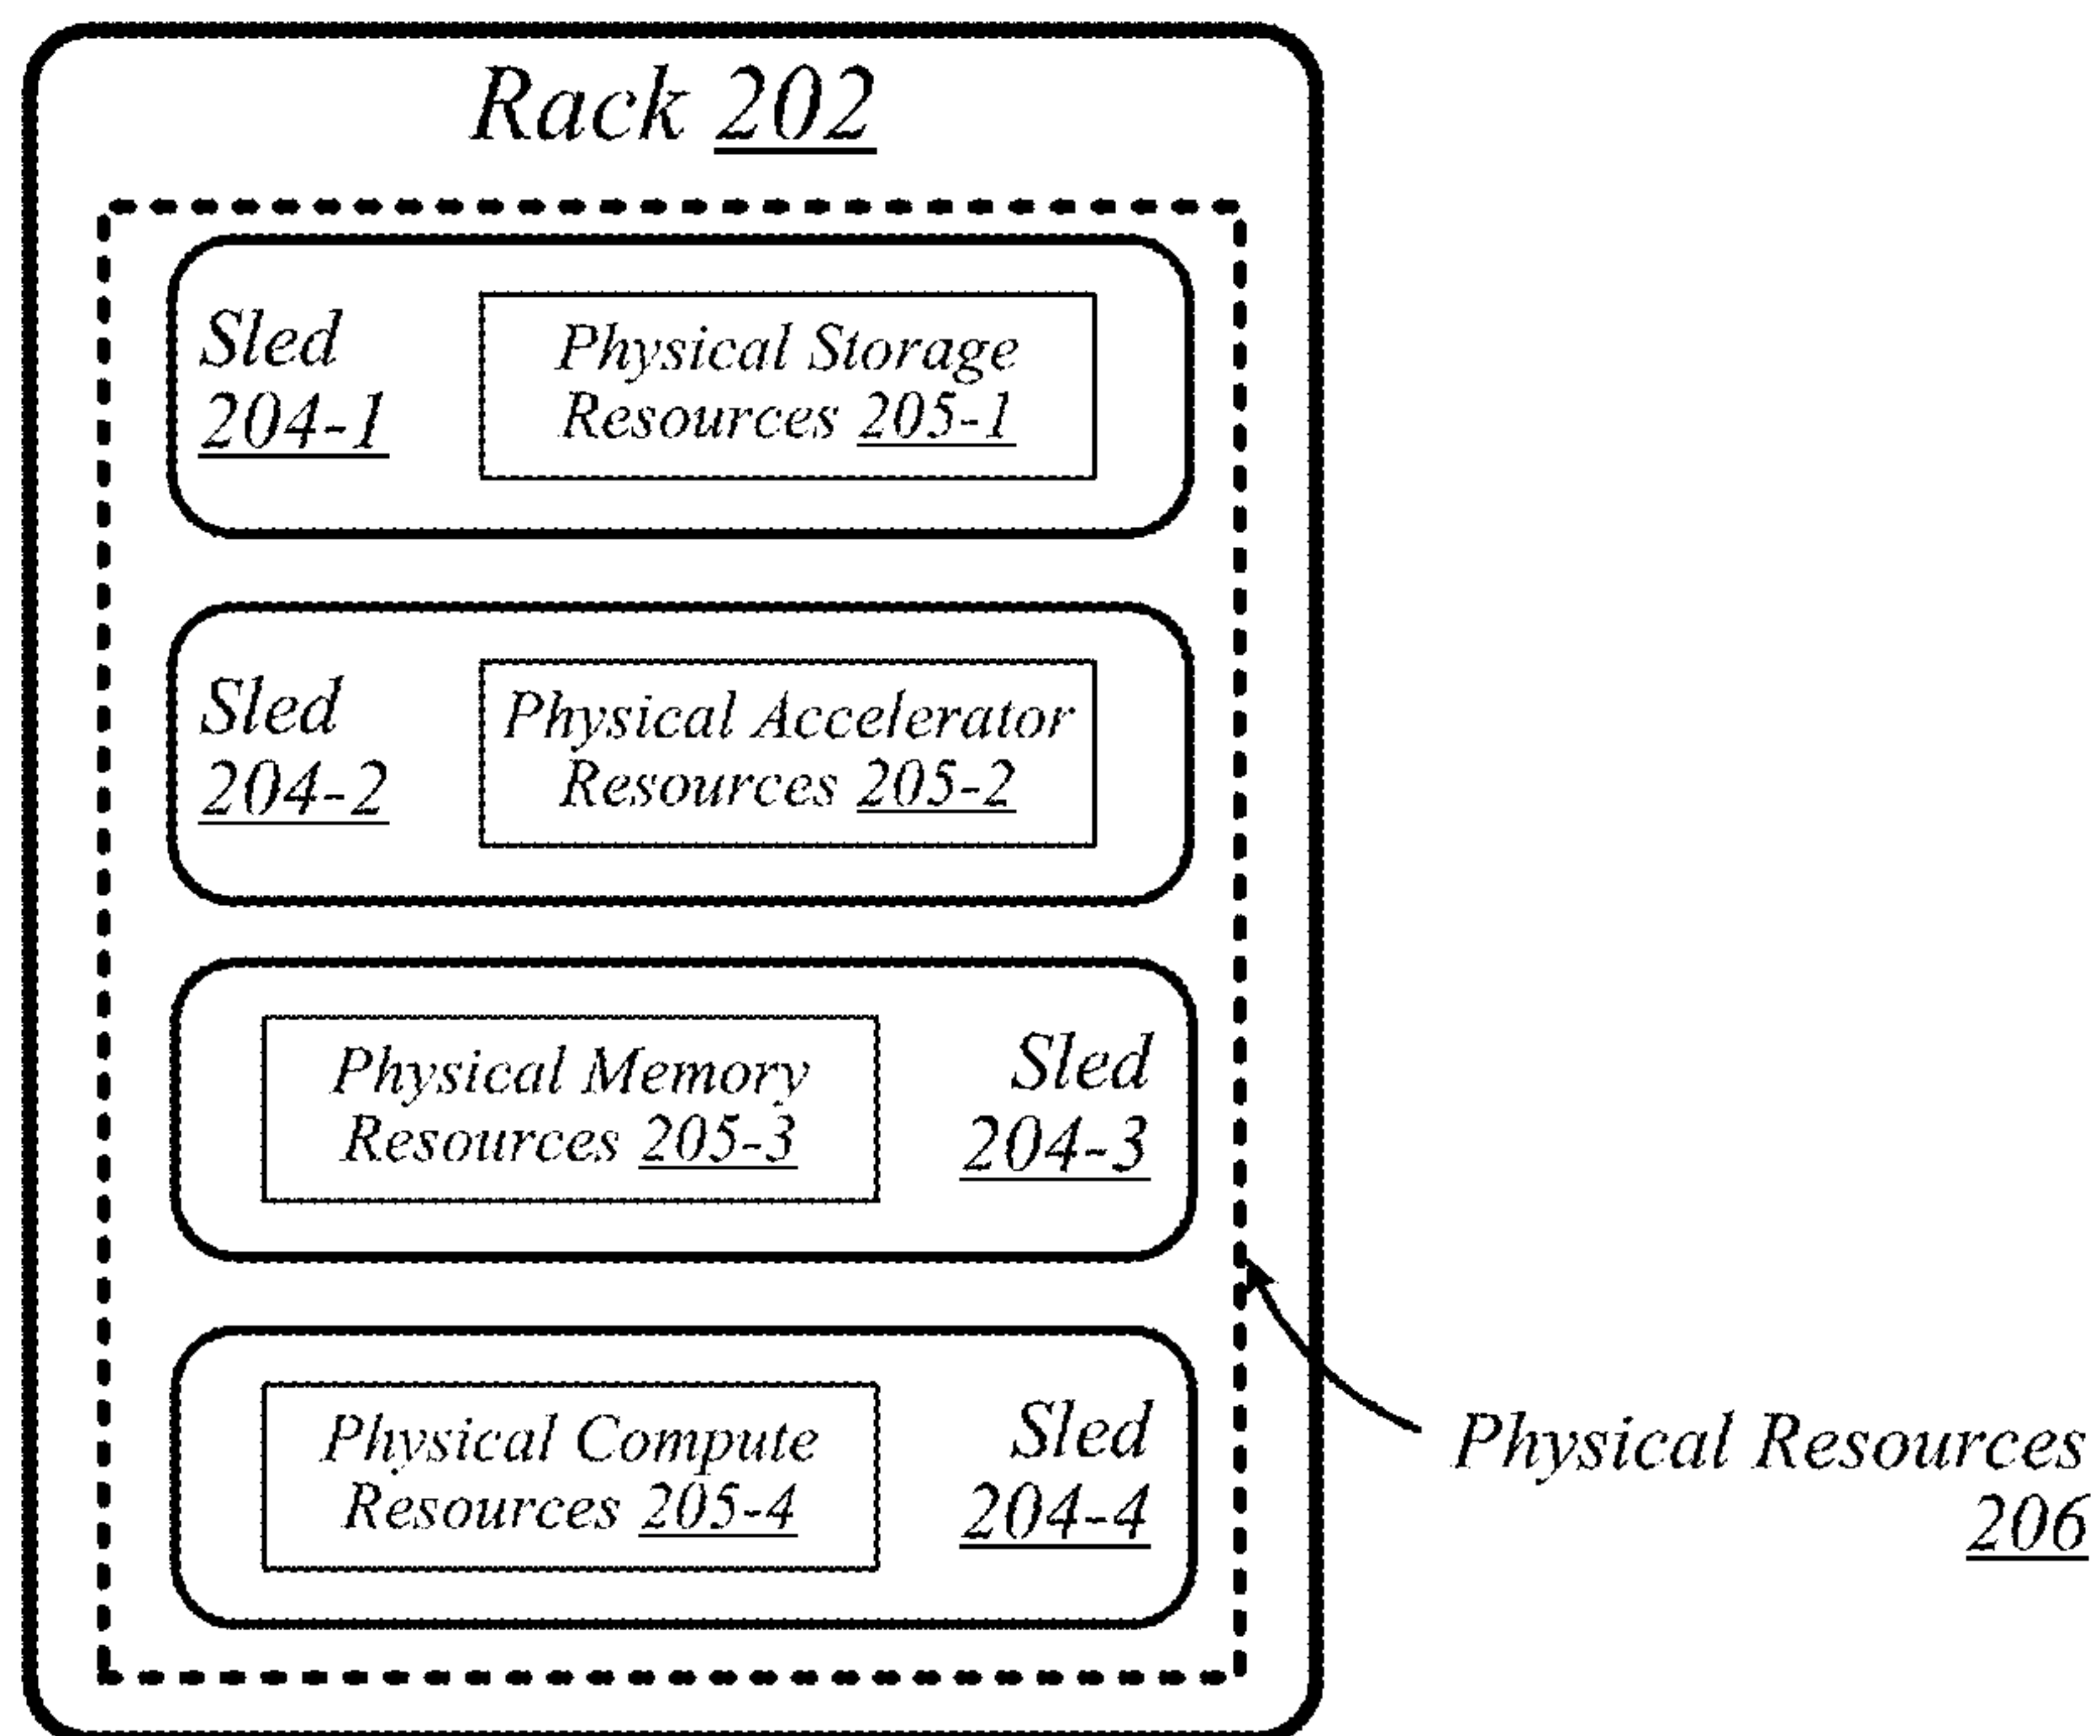 Rack 202
Sled
204-1
Physical Storage
Resources 205-1
Sled
204-2
Physical Accelerator
Resources 205-2
Physical Memory
Resources 205-3
Sled
204-3
Physical Compute
Resources 205-4
Sled
204-4
Physical Resources
206